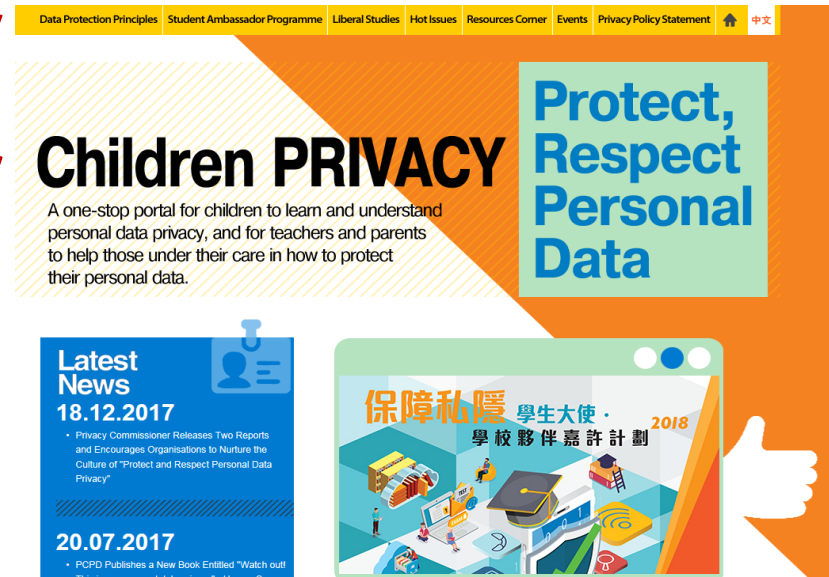 Data Protection Principles Student Ambassador Programme Liberal Studies Hot Issues Resources Corner Events Privacy Policy Statement 中文
Children PRIVACY
A one-stop portal for children to learn and understand
personal data privacy, and for teachers and parents
to help those under their care in how to protect
their personal data.
Protect,
Respect
Personal
Data
Latest
News
18.12.2017
• Privacy Commissioner Releases Two Reports
and Encourages Organisations to Nurture the
Culture of "Protect and Respect Personal Data
Privacy"
20.07.2017
• PCPD Publishes a New Book Entitled "Watch out!
保障私隱 學生大使·
學校夥伴嘉許計劃 2018
TEST